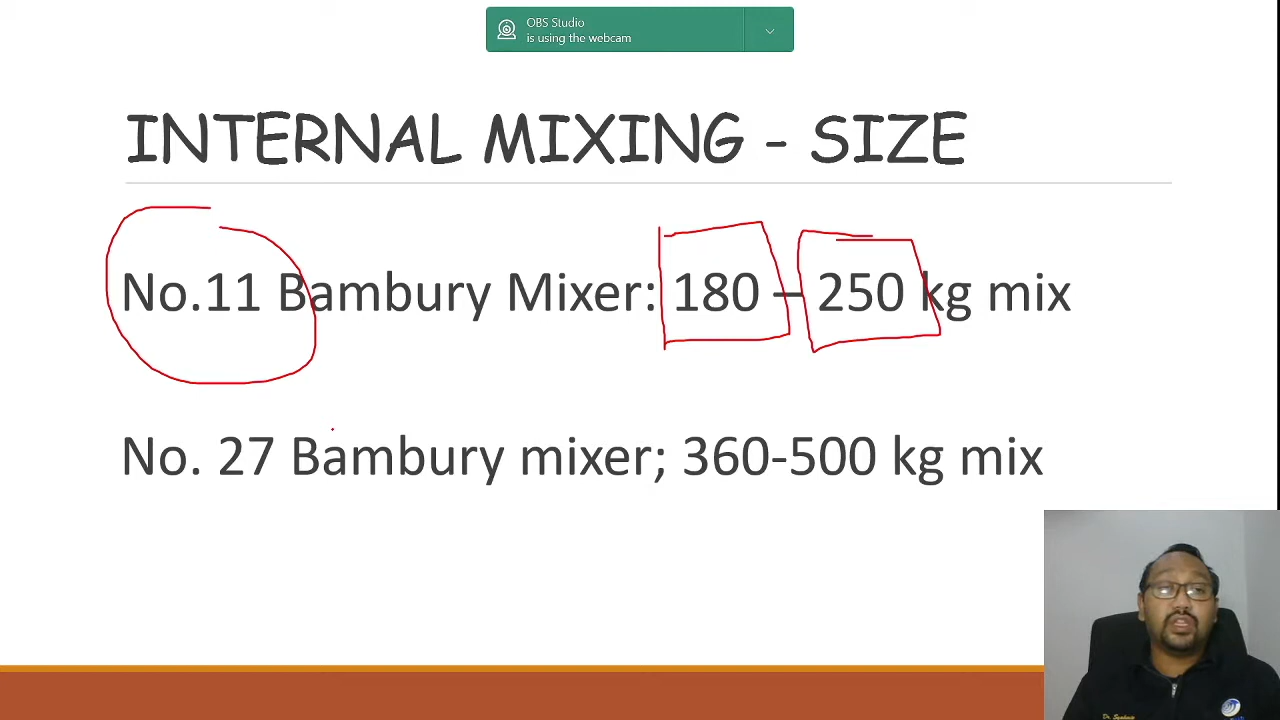 OBS Studio
is using the webcam
INTERNAL MIXING - SIZE
No.11 Bambury Mixer: 180 – 250 kg mix
No. 27 Bambury mixer; 360-500 kg mix